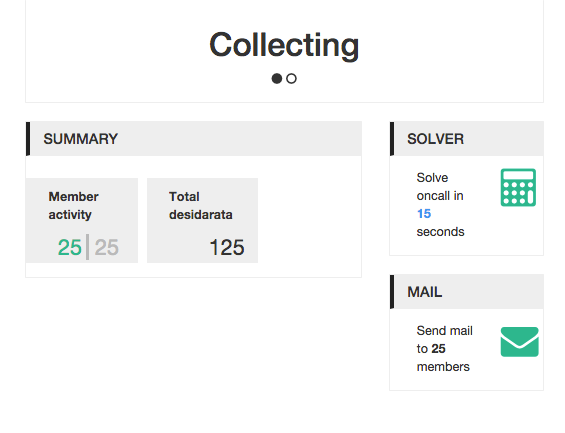 Collecting
SUMMARY
Member
activity
25 25
Total
desidarata
125
SOLVER
Solve
oncall in
15
seconds
MAIL
Send mail
to 25
members